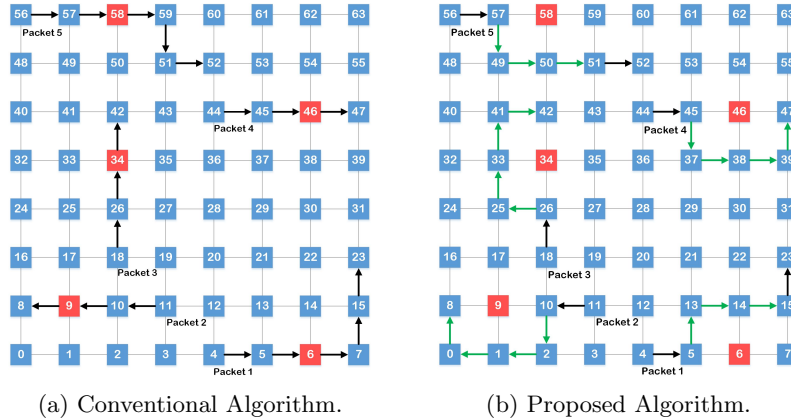 56 57 58 59 60 61 62 63
Packet 5
48 49 50 51 52 53 54 55
40 41 42 43 44 45 46 47
Packet 4
32 33 34 35 36 37 38 39
24 25 26 27 28 29 30 31
16 17 18 19 20 21 22 23
Packet 3
8 9 10 11 12 13 14 15
Packet 2
0 1 2 3 4 5 6 7
Packet 1
(a) Conventional Algorithm.
56 57 58 59 60 61 62 63
Packet 5
48 49 50 51 52 53 54 55
40 41 42 43 44 45 46 47
Packet 4
32 33 34 35 36 37 38 39
24 25 26 27 28 29 30 31
16 17 18 19 20 21 22 23
Packet 3
8 9 10 11 12 13 14 15
Packet 2
0 1 2 3 4 5 6 7
Packet 1
(b) Proposed Algorithm.